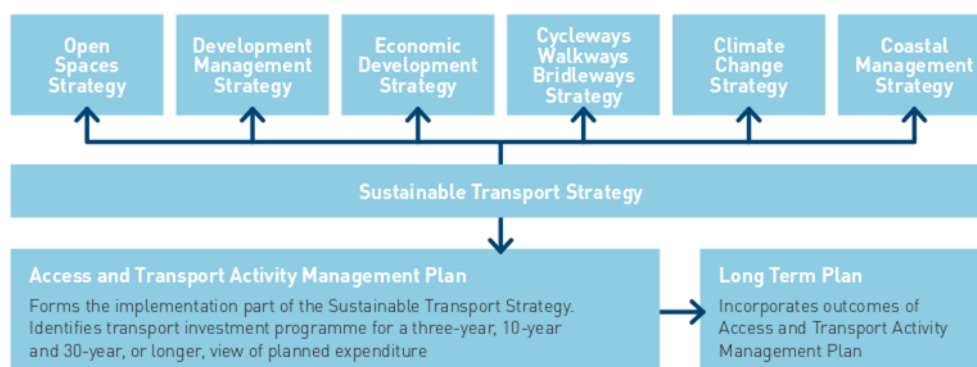 Open
Spaces
Strategy
Development
Management
Strategy
Economic
Development
Strategy
Cycleways
Walkways
Bridleways
Strategy
Climate
Change
Strategy
Coastal
Management
Strategy
Sustainable Transport Strategy
Access and Transport Activity Management Plan
Forms the implementation part of the Sustainable Transport Strategy.
Identifies transport investment programme for a three-year, 10-year
and 30-year, or longer, view of planned expenditure
Long Term Plan
Incorporates outcomes of
Access and Transport Activity
Management Plan